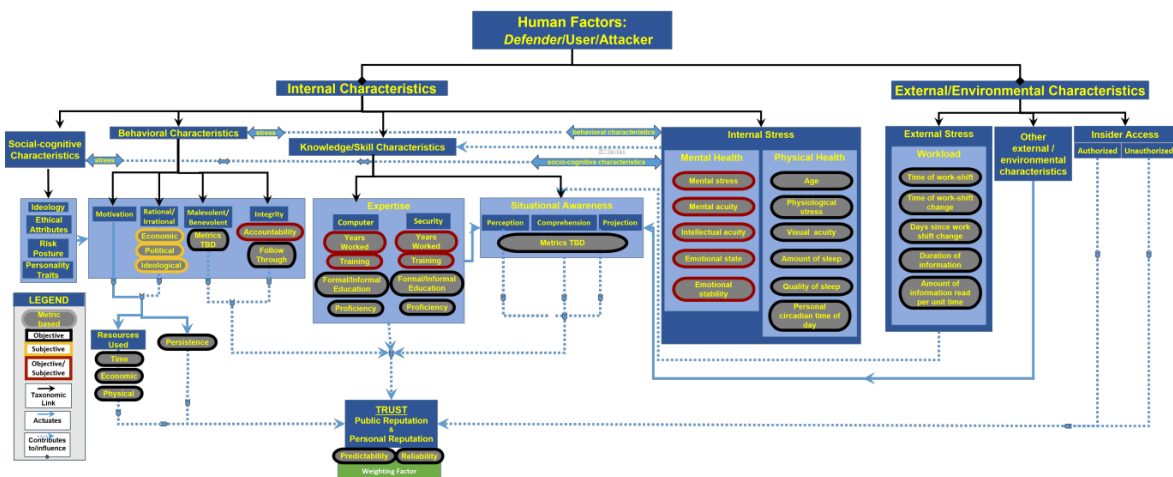 Human Factors:
Defender/User/Attacker
Internal Characteristics
External/Environmental Characteristics
Social-cognitive
Characteristics
Behavioral Characteristics
stress
behavioral characteristics
Knowledge/Skill Characteristics
stress
socio-cognitive characteristics
Internal Stress
External Stress
Other
external /
environmental
characteristics
Insider Access
Authorized
Unauthorized
Ideology
Ethical
Attributes
Risk
Posture
Personality
Traits
Motivation
Rational/
Irrational
Economic
Political
Ideological
Malevolent/
Benevolent
Metrics
TBD
Integrity
Accountability
Follow
Through
Expertise
Computer
Years
Worked
Training
Formal/Informal
Education
Proficiency
Security
Years
Worked
Training
Formal/Informal
Education
Proficiency
Situational Awareness
Perception
Comprehension
Projection
Metrics TBD
Mental Health
Mental stress
Mental acuity
Intellectual acuity
Emotional state
Emotional
stability
Physical Health
Age
Physiological
stress
Visual acuity
Amount of sleep
Quality of sleep
Personal
circadian time of
day
Workload
Time of work-shift
Time of work-shift
change
Days since work
shift change
Duration of
information
Amount of
information read
per unit time
Resources
Used
Time
Economic
Physical
Persistence
TRUST
Public Reputation
&
Personal Reputation
Predictability
Reliability
Weighting Factor
LEGEND
Metric
based
Objective
Subjective
Objective/
Subjective
Taxonomic
Link
Actuates
Contributes
to/influence
s